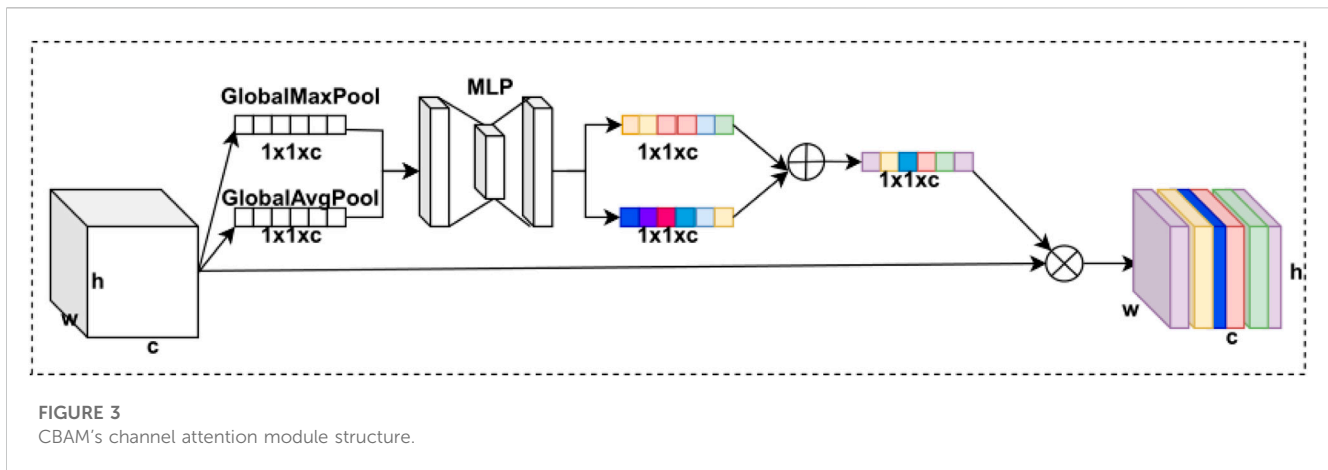 GlobalMaxPool
1x1xc
GlobalAvgPool
1x1xc
MLP
1x1xc
1x1xc
1x1xc
h
w
c
h
w
c
FIGURE 3
CBAM's channel attention module structure.